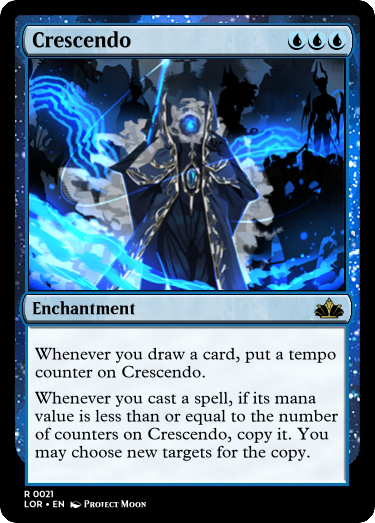 Crescendo
Enchantment
Whenever you draw a card, put a tempo
counter on Crescendo.
Whenever you cast a spell, if its mana
value is less than or equal to the number
of counters on Crescendo, copy it. You
may choose new targets for the copy.
R 0021
LOR • EN Project Moon